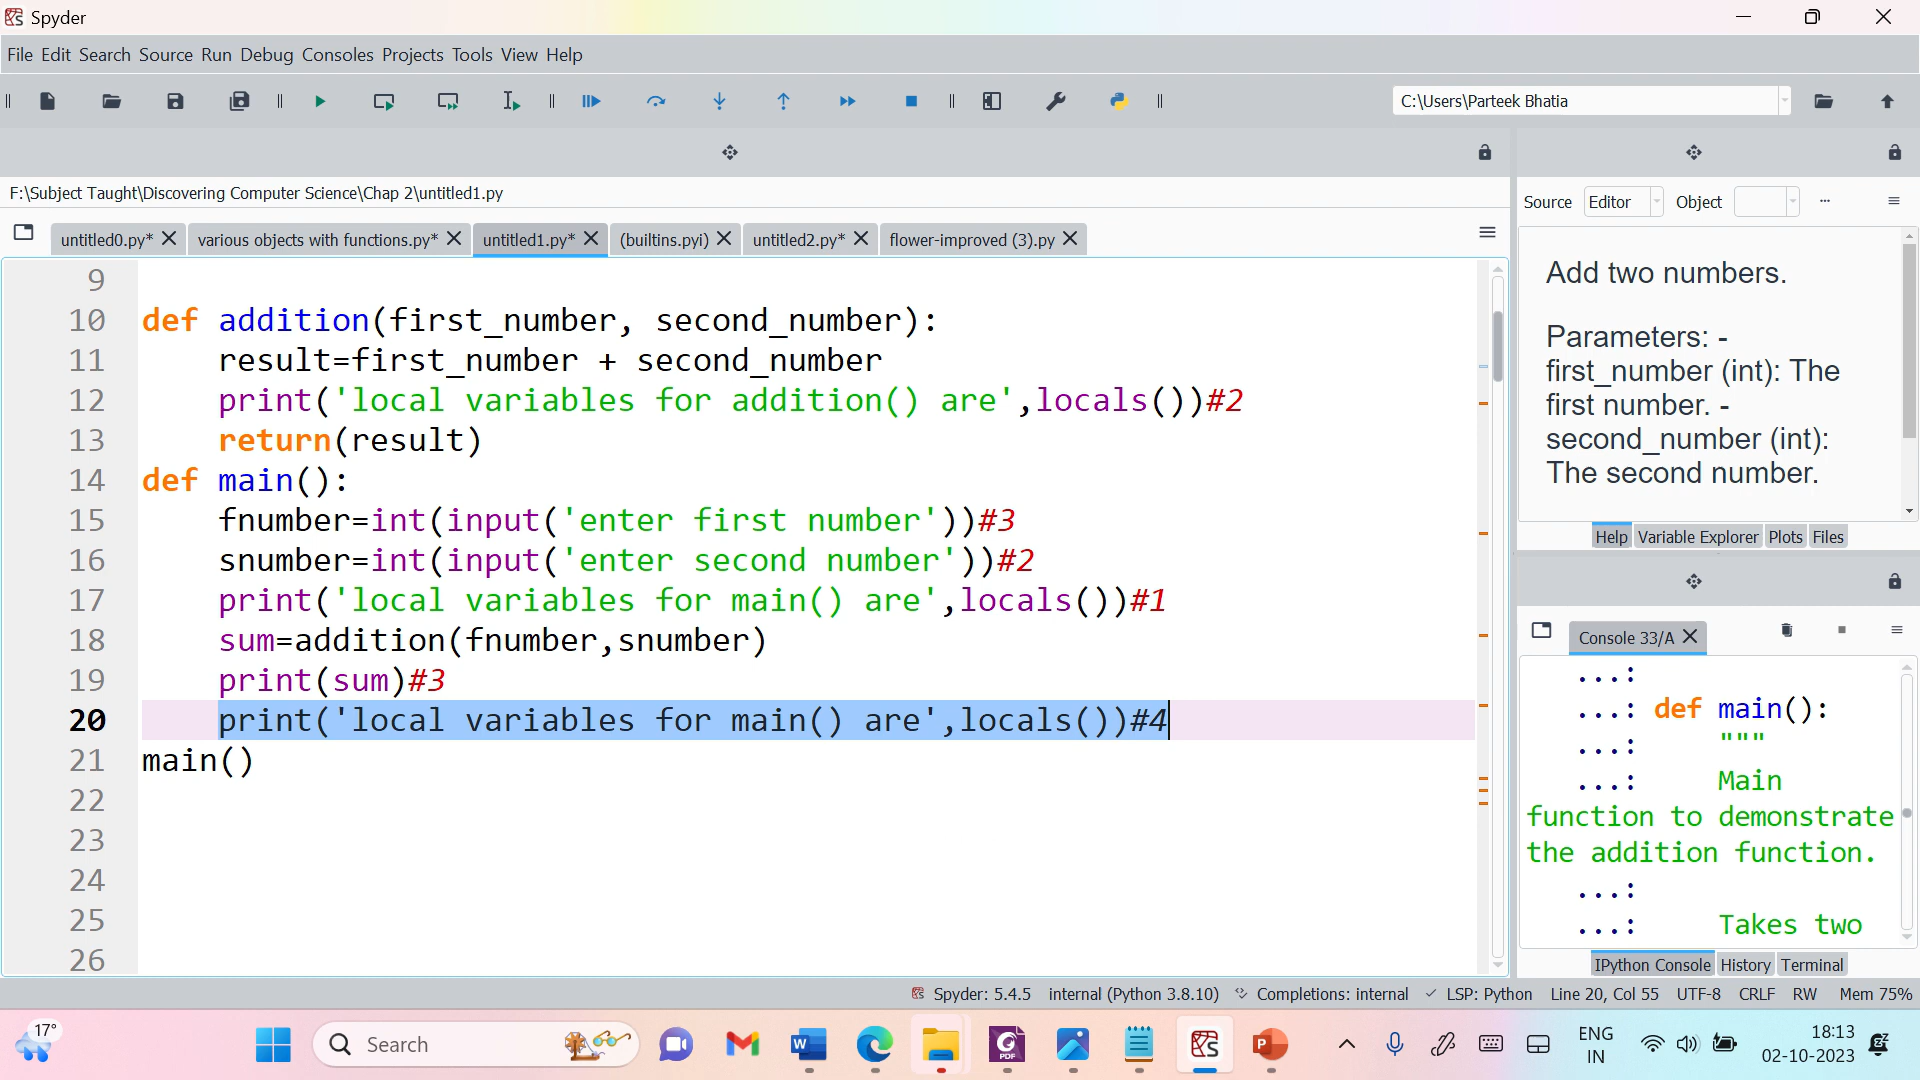 Spyder
File Edit Search Source Run Debug Consoles Projects Tools View Help
C:\Users\Parteek Bhatia
F:\Subject Taught\Discovering Computer Science\Chap 2\untitled1.py
untitled0.py* various objects with functions.py* untitled1.py* (builtins.pyi) untitled2.py* flower-improved (3).py
9
10 def addition(first_number, second_number):
11 result=first_number + second_number
12 print('local variables for addition() are',locals())#2
13 return(result)
14 def main():
15 fnumber=int(input('enter first number'))#3
16 snumber=int(input('enter second number'))#2
17 print('local variables for main() are',locals())#1
18 sum=addition(fnumber,snumber)
19 print(sum)#3
20 print('local variables for main() are',locals())#4
21 main()
22
23
24
25
26
Source Editor Object
Add two numbers.
Parameters: -
first_number (int): The
first number. -
second_number (int):
The second number.
Help Variable Explorer Plots Files
Console 33/A
...:
...: def main():
...: """
...: Main
function to demonstrate
the addition function.
...:
...: Takes two
IPython Console History Terminal
Spyder: 5.4.5 internal (Python 3.8.10) Completions: internal LSP: Python Line 20, Col 55 UTF-8 CRLF RW Mem 75%
17°
Search
ENG
IN
18:13
02-10-2023